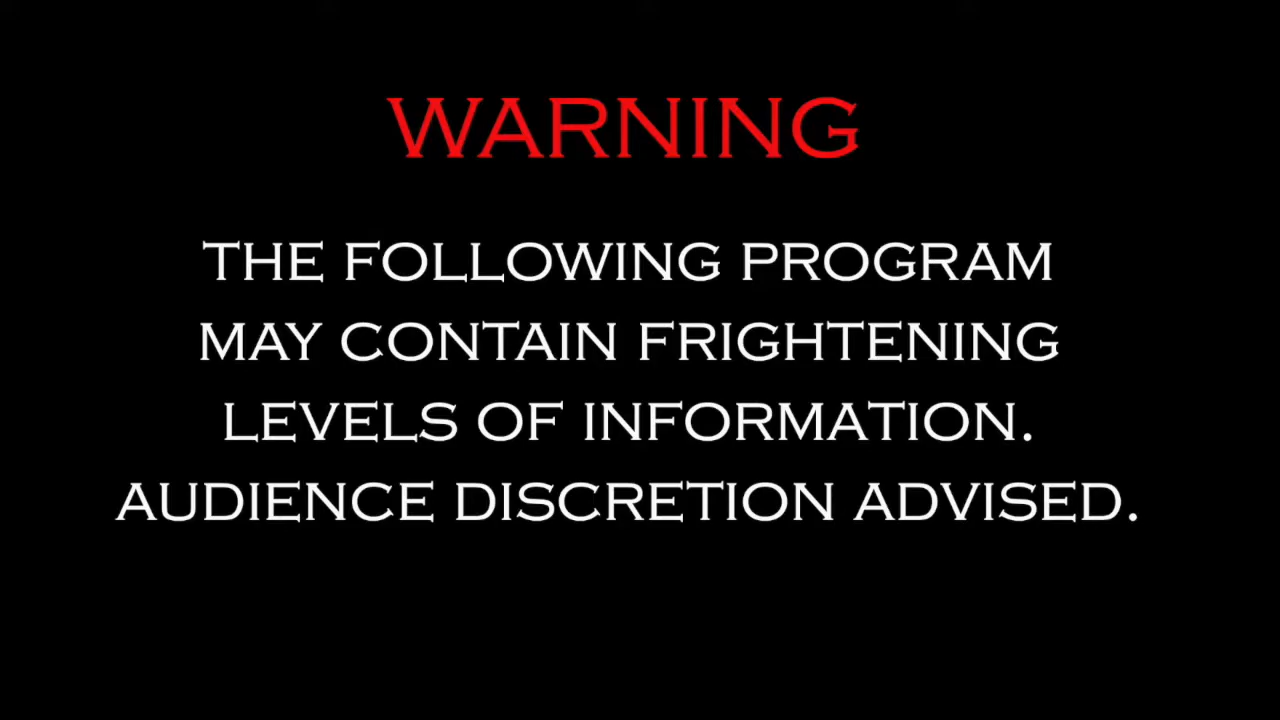 WARNING
THE FOLLOWING PROGRAM
MAY CONTAIN FRIGHTENING
LEVELS OF INFORMATION.
AUDIENCE DISCRETION ADVISED.